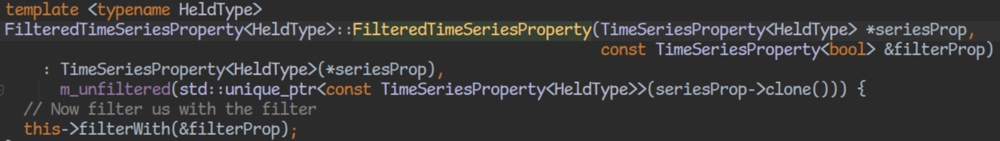 template <typename HeldType>
FilteredTimeSeriesProperty<HeldType>::FilteredTimeSeriesProperty(TimeSeriesProperty<HeldType> *seriesProp,
const TimeSeriesProperty<bool> &filterProp)
: TimeSeriesProperty<HeldType>(*seriesProp),
m_unfiltered(std::unique_ptr<const TimeSeriesProperty<HeldType>>(seriesProp->clone())) {
// Now filter us with the filter
this->filterWith(&filterProp);